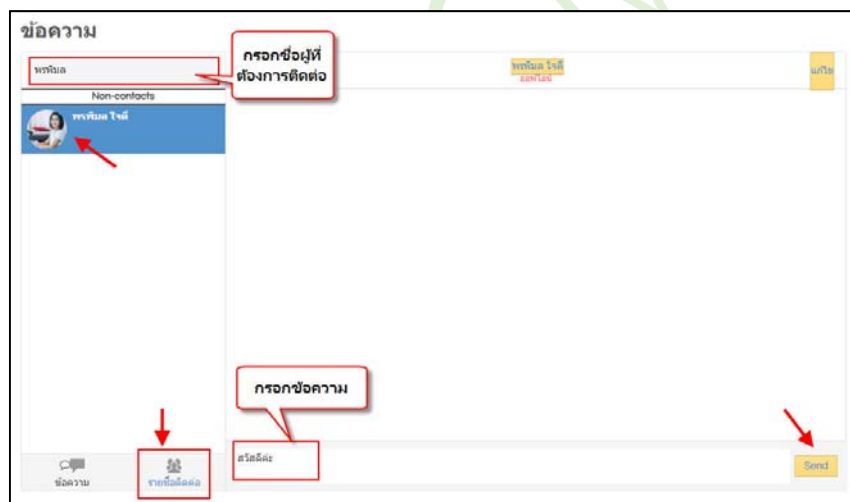 ข้อความ
กรอกชื่อผู้ที่
ต้องการติดต่อ
พรพิมล
พรพิมล ใจดี
ออฟไลน์
แก้ไข
Non-contacts
พรพิมล ใจดี
กรอกข้อความ
สวัสดีค่ะ
Send
ข้อความ
รายชื่อติดต่อ